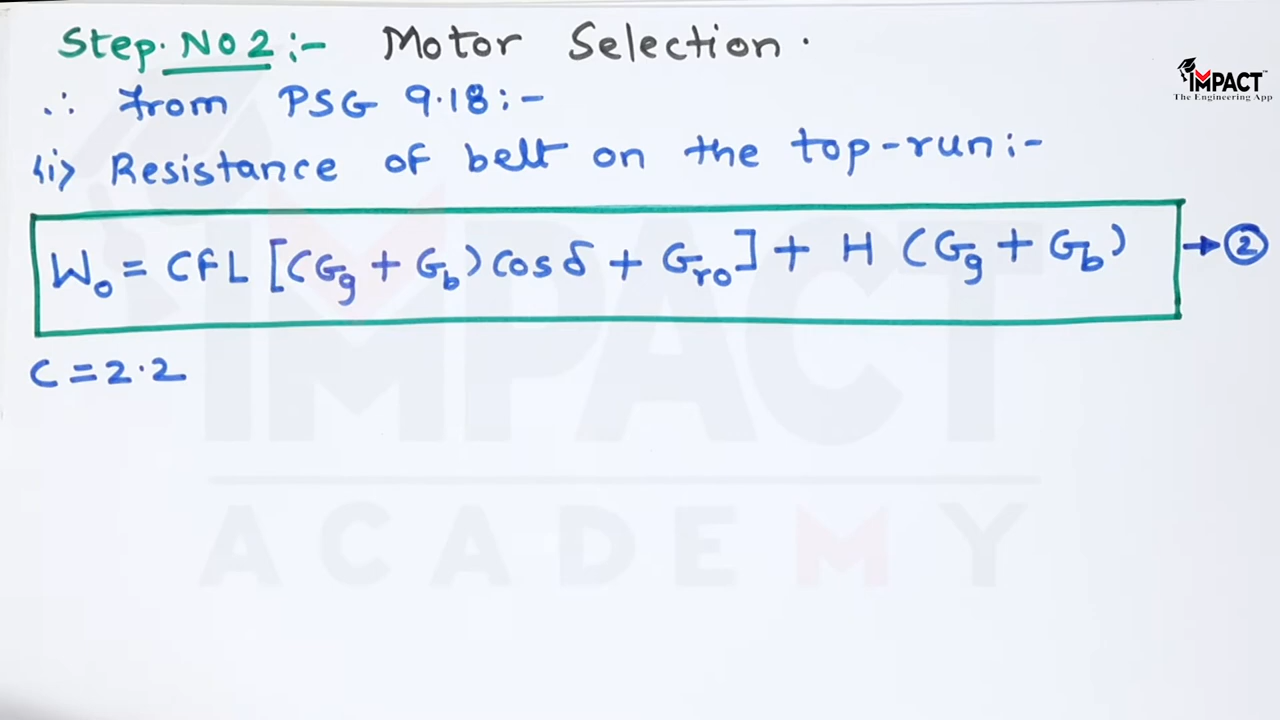 Step. NO 2 :- Motor Selection.
IMPACT
The Engineering App
∴ from PSG 9.18 :-
(i) Resistance of belt on the top-run :-
W₀ = CfL [(G_g + G_b) cos δ + G_ro] + H (G_g + G_b) → ②
C = 2.2
IMPACT
ACADEMY